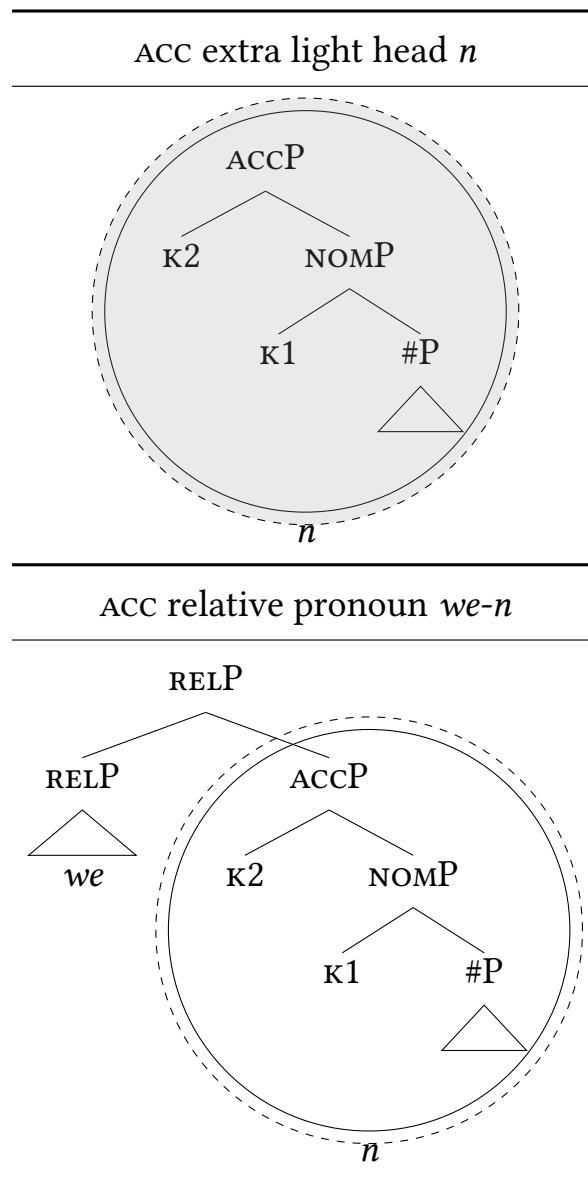 ACC extra light head n
ACCP
K2 NOMP
K1 #P
n
ACC relative pronoun we-n
RELP
RELP ACCP
we K2 NOMP
K1 #P
n